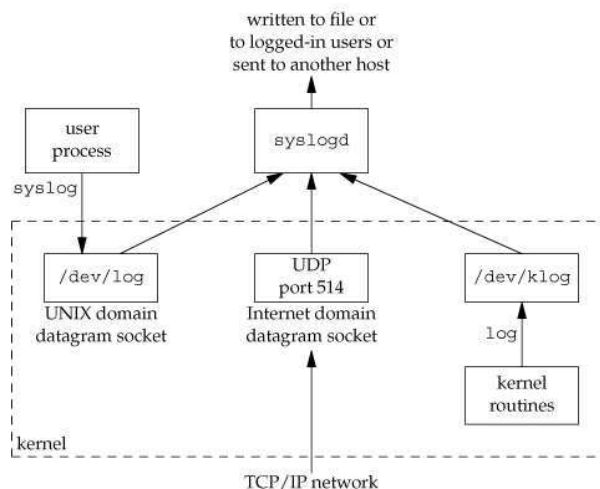 written to file or
to logged-in users or
sent to another host
user
process
syslogd
syslog
/dev/log
UNIX domain
datagram socket
UDP
port 514
Internet domain
datagram socket
/dev/klog
log
kernel
routines
kernel
TCP/IP network